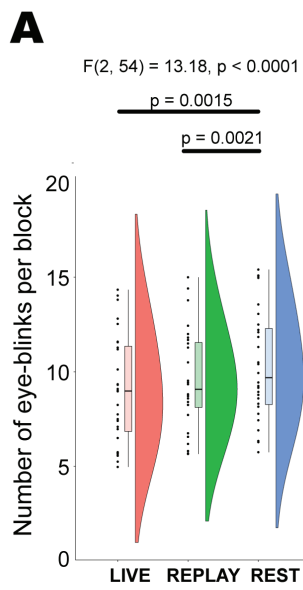 A
F(2, 54) = 13.18, p < 0.0001
p = 0.0015
p = 0.0021
Number of eye-blinks per block
20
15
10
5
0
LIVE REPLAY REST